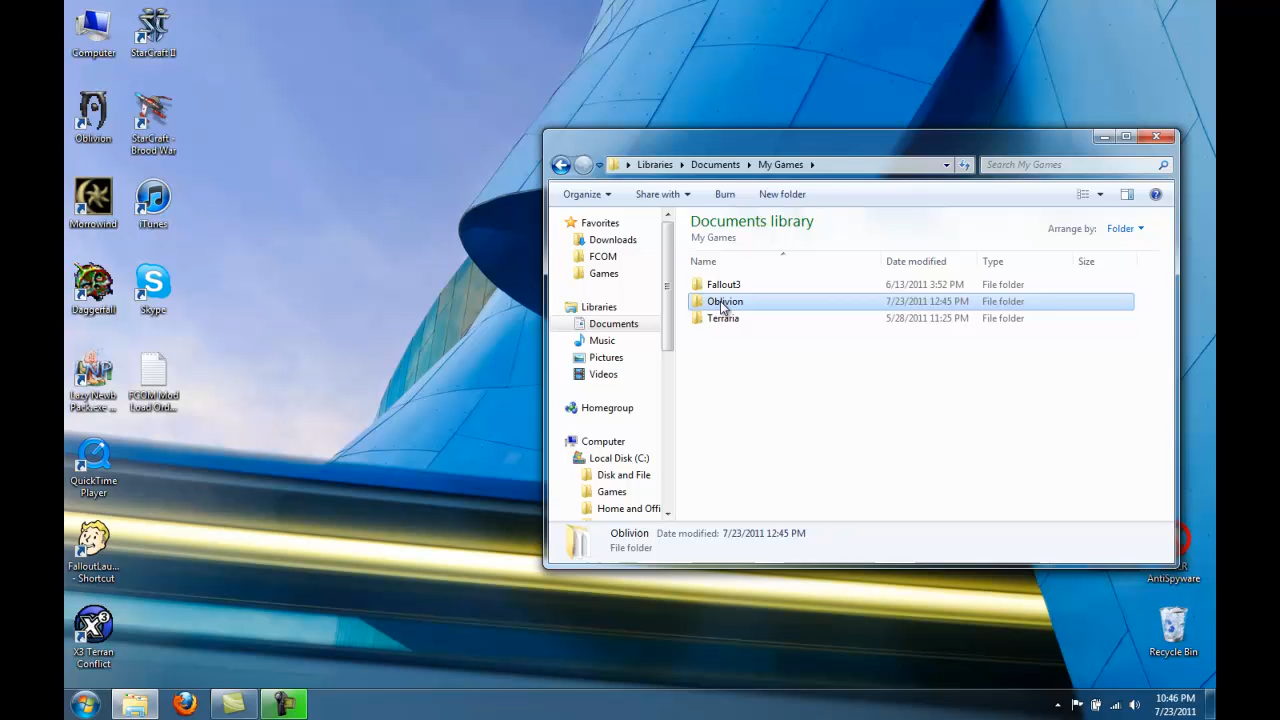 Computer
StarCraft II
Oblivion
StarCraft -
Brood War
Morrowind
iTunes
Daggerfall
Skype
Lazy Newb
Pack.exe ...
FCOM Mod
Load Ord...
QuickTime
Player
FalloutLau...
- Shortcut
X3 Terran
Conflict
Libraries
Documents
My Games
Search My Games
Organize
Share with
Burn
New folder
Favorites
Downloads
FCOM
Games
Libraries
Documents
Music
Pictures
Videos
Homegroup
Computer
Local Disk (C:)
Disk and File
Games
Home and Offi
Documents library
My Games
Arrange by: Folder
Name Date modified Type Size
Fallout3 6/13/2011 3:52 PM File folder
Oblivion 7/23/2011 12:45 PM File folder
Terraria 5/28/2011 11:25 PM File folder
Oblivion Date modified: 7/23/2011 12:45 PM
File folder
AntiSpyware
Recycle Bin
10:46 PM
7/23/2011